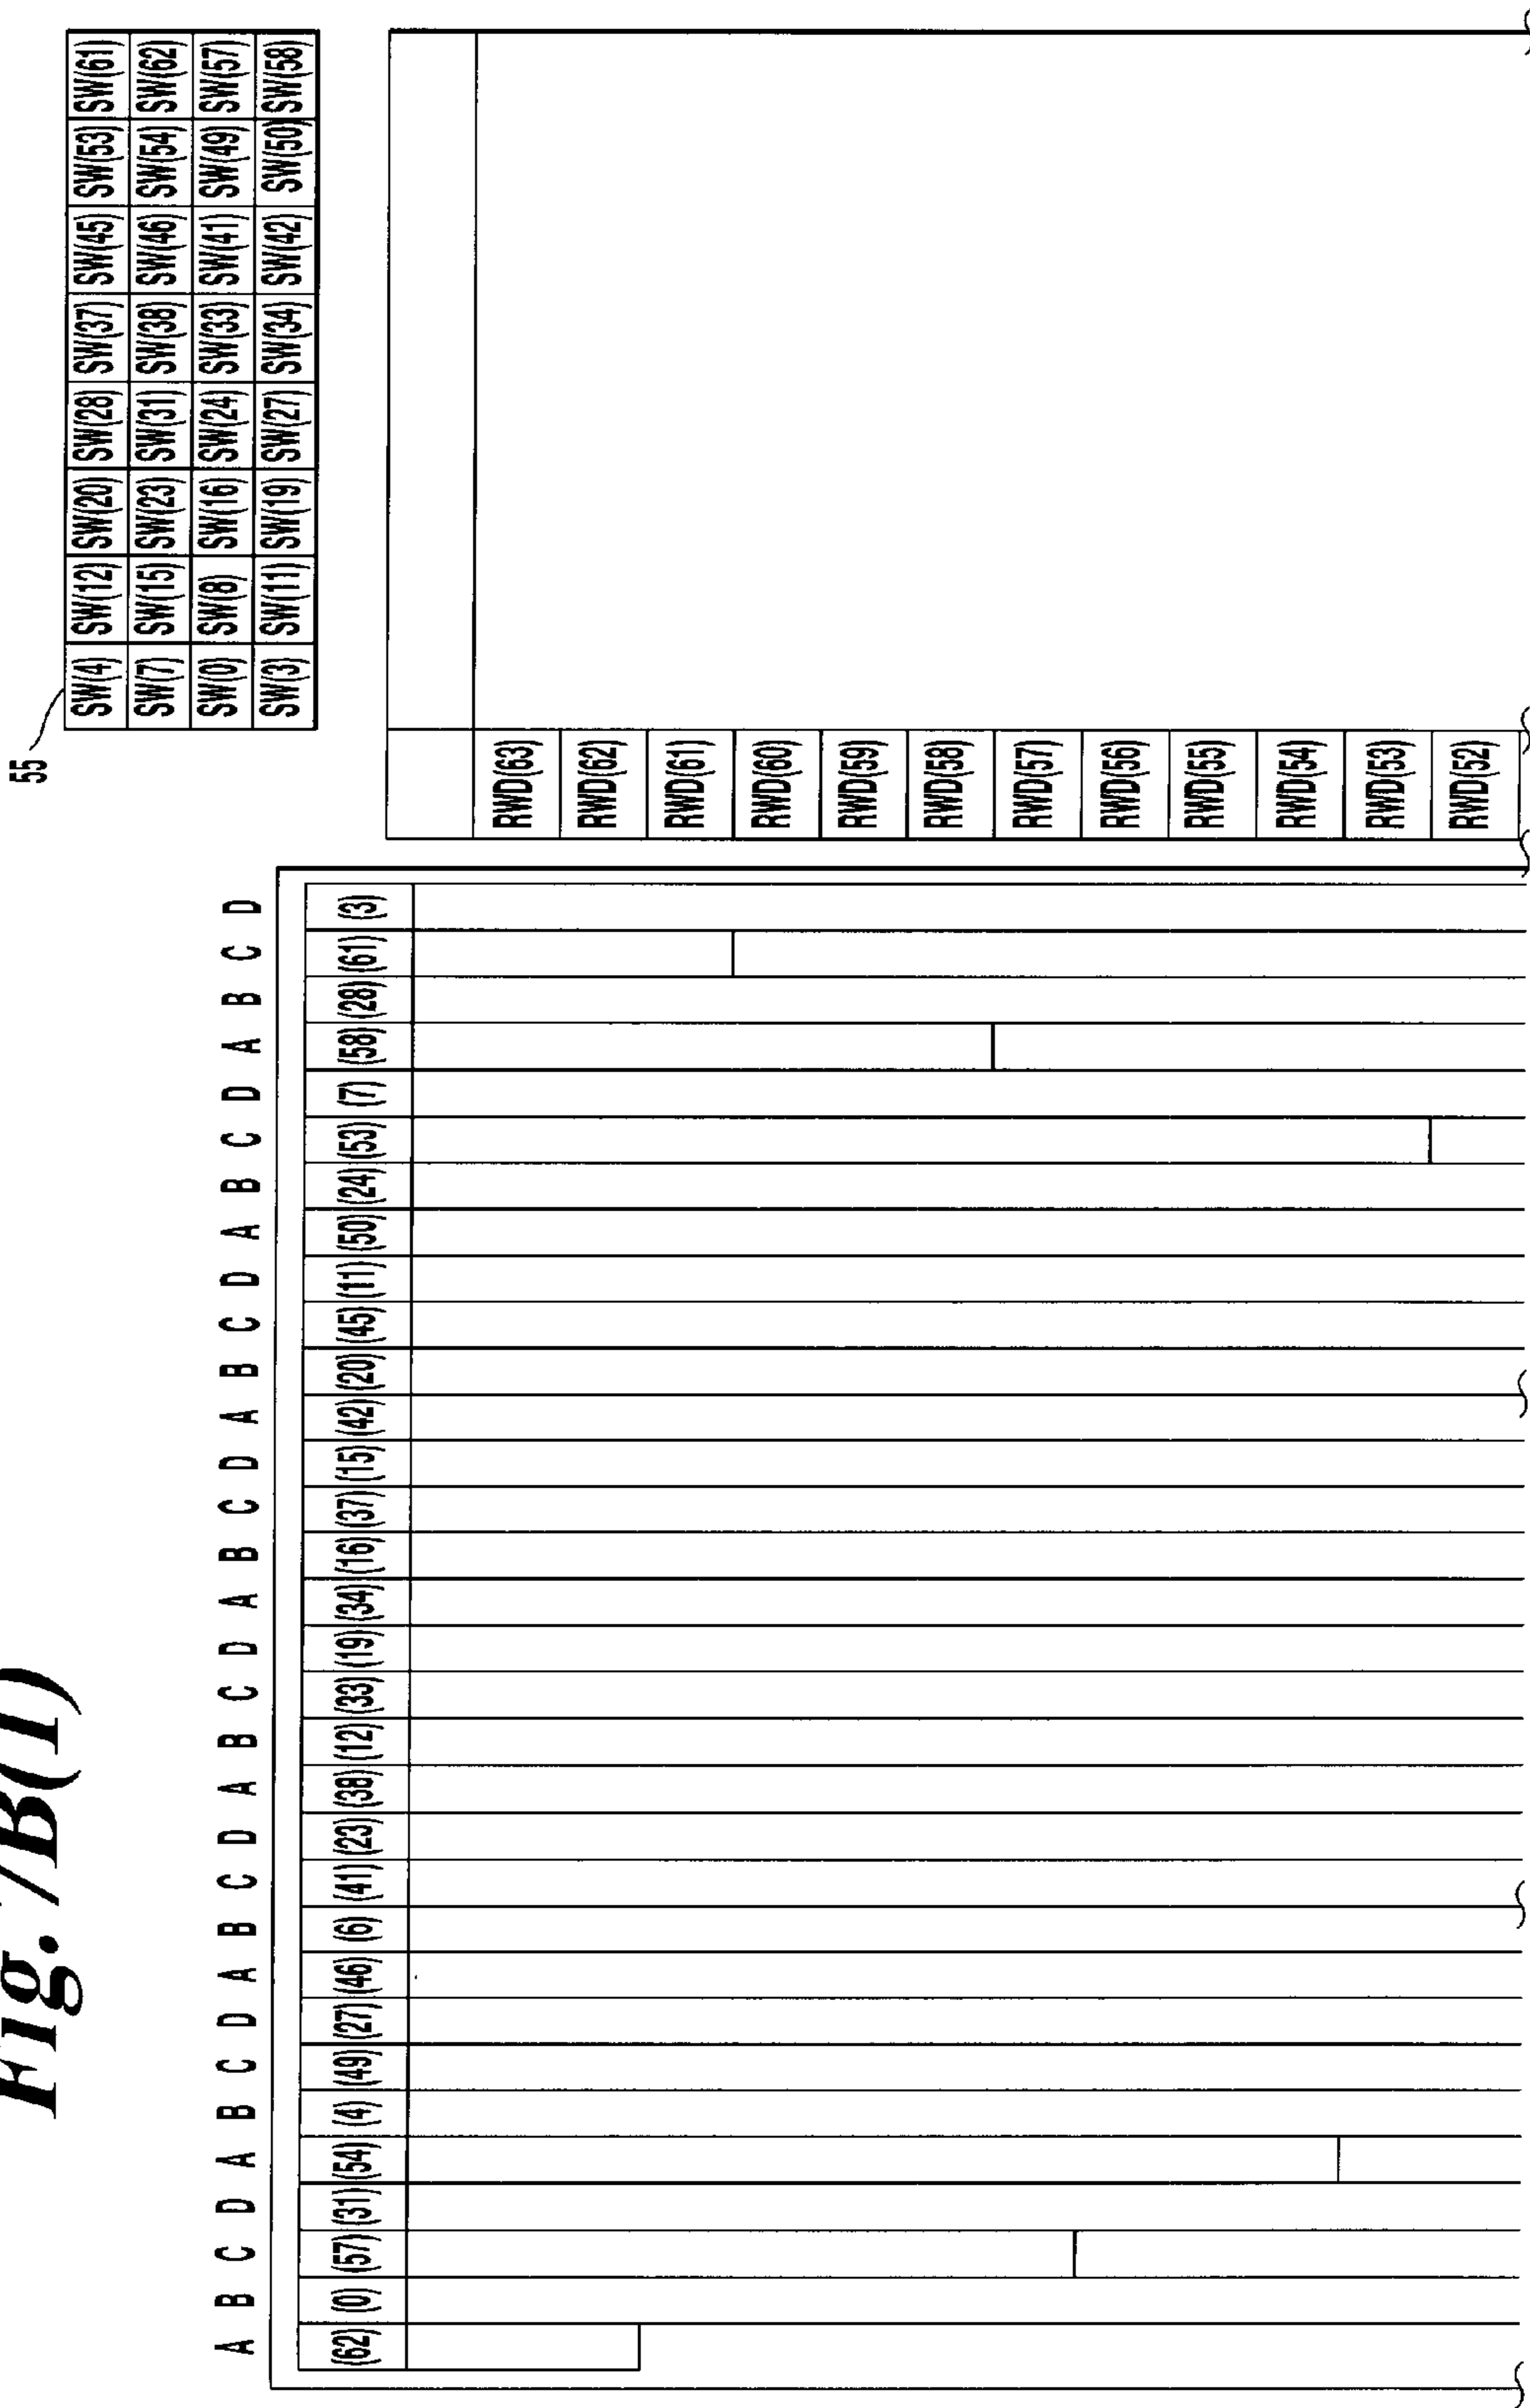 Fig. 7B(1)
55
SW(4) SW(12) SW(20) SW(28) SW(37) SW(45) SW(53) SW(61)
SW(7) SW(15) SW(23) SW(31) SW(38) SW(46) SW(54) SW(62)
SW(0) SW(8) SW(16) SW(24) SW(33) SW(41) SW(49) SW(57)
SW(3) SW(11) SW(19) SW(27) SW(34) SW(42) SW(50) SW(58)
A B C D A B C D A B C D A B C D A B C D A B C D A B C D A B C D
(62) (0) (57) (31) (54) (4) (49) (27) (46) (6) (41) (23) (38) (12) (33) (19) (34) (16) (37) (15) (42) (20) (45) (11) (50) (24) (53) (7) (58) (28) (61) (3)
RWD(63)
RWD(62)
RWD(61)
RWD(60)
RWD(59)
RWD(58)
RWD(57)
RWD(56)
RWD(55)
RWD(54)
RWD(53)
RWD(52)